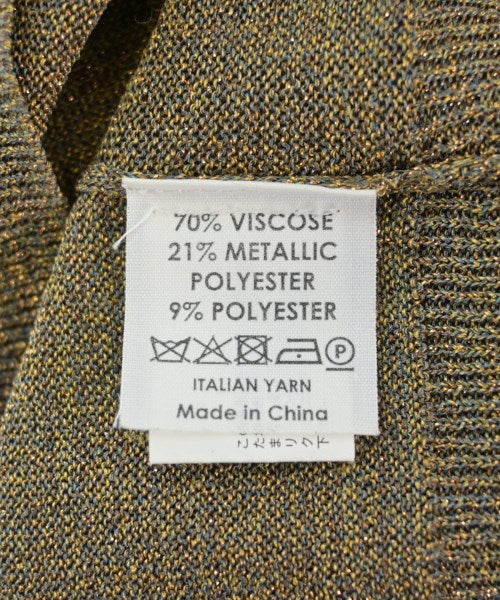 70% VISCOSE
21% METALLIC
POLYESTER
9% POLYESTER
P
ITALIAN YARN
Made in China